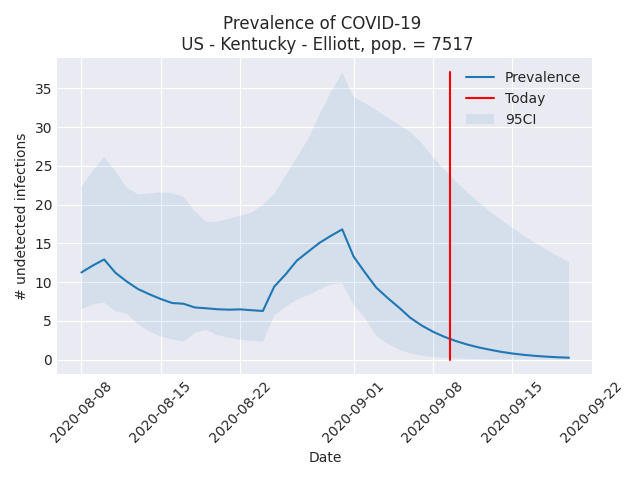 Prevalence of COVID-19
US - Kentucky - Elliott, pop. = 7517
Prevalence
Today
95CI
# undetected infections
35
30
25
20
15
10
5
0
2020-08-08
2020-08-15
2020-08-22
2020-09-01
2020-09-08
2020-09-15
2020-09-22
Date